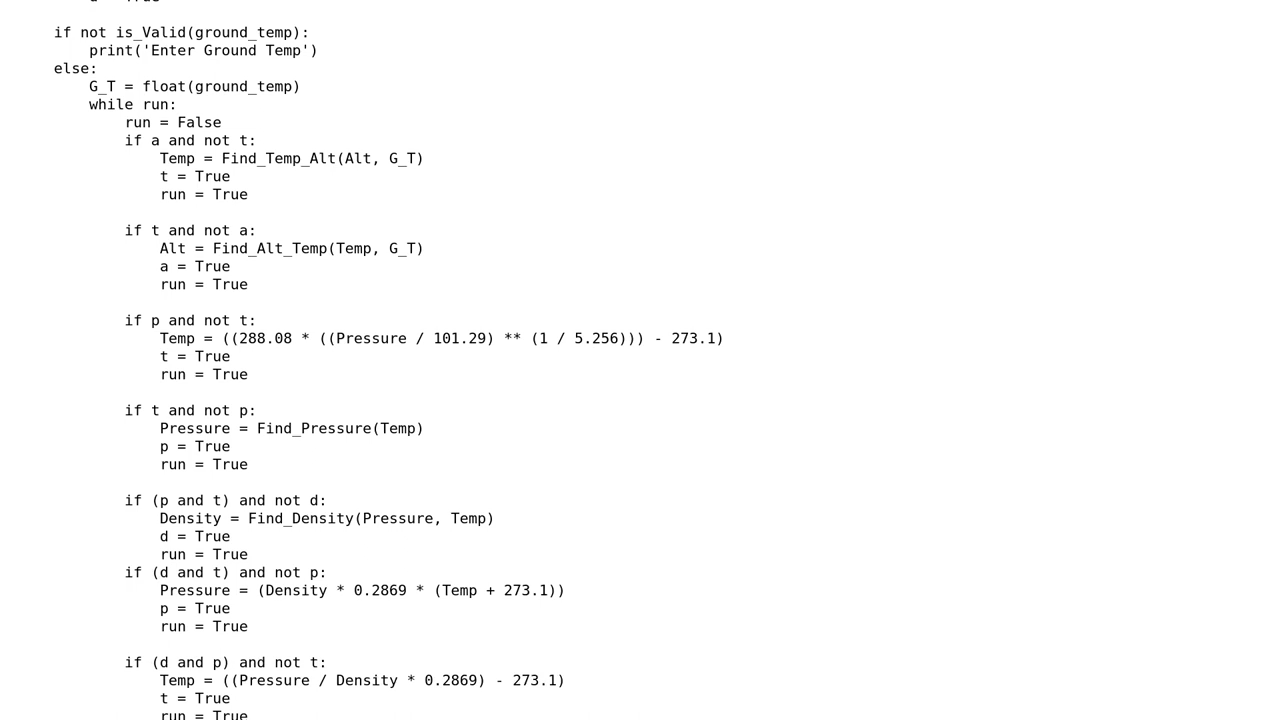 if not is_Valid(ground_temp):
print('Enter Ground Temp')
else:
G_T = float(ground_temp)
while run:
run = False
if a and not t:
Temp = Find_Temp_Alt(Alt, G_T)
t = True
run = True
if t and not a:
Alt = Find_Alt_Temp(Temp, G_T)
a = True
run = True
if p and not t:
Temp = ((288.08 * ((Pressure / 101.29) ** (1 / 5.256))) - 273.1)
t = True
run = True
if t and not p:
Pressure = Find_Pressure(Temp)
p = True
run = True
if (p and t) and not d:
Density = Find_Density(Pressure, Temp)
d = True
run = True
if (d and t) and not p:
Pressure = (Density * 0.2869 * (Temp + 273.1))
p = True
run = True
if (d and p) and not t:
Temp = ((Pressure / Density * 0.2869) - 273.1)
t = True
run = True